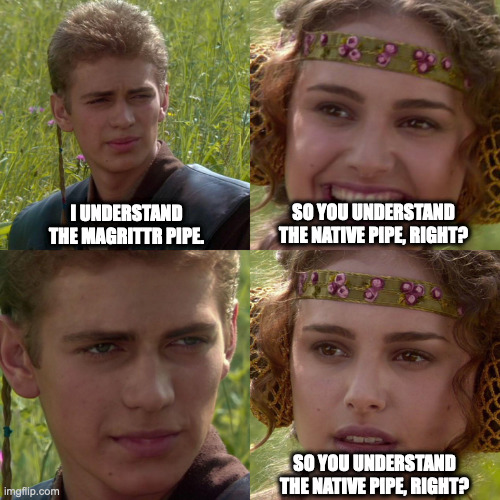 I UNDERSTAND
THE MAGRITTR PIPE.
SO YOU UNDERSTAND
THE NATIVE PIPE, RIGHT?
SO YOU UNDERSTAND
THE NATIVE PIPE, RIGHT?
imgflip.com